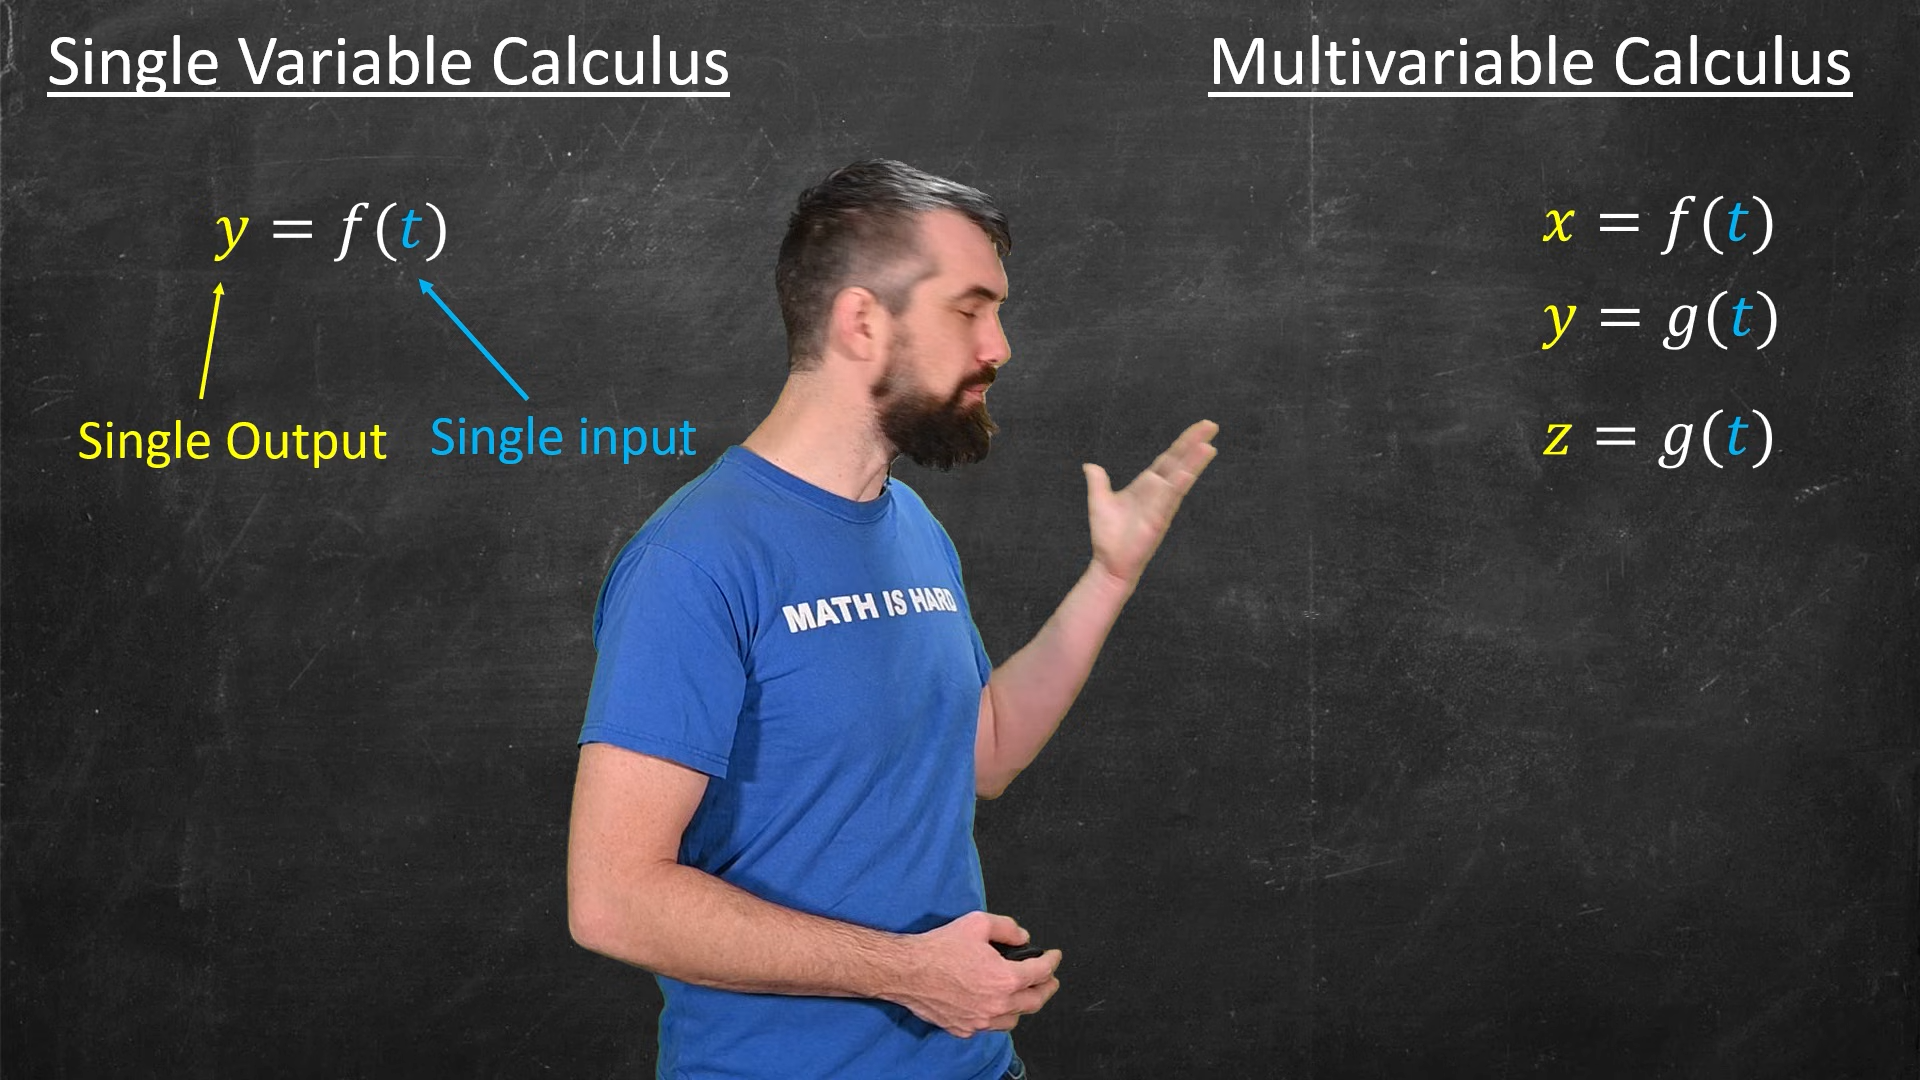 Single Variable Calculus
y = f(t)
Single Output
Single input
MATH IS HARD
Multivariable Calculus
x = f(t)
y = g(t)
z = g(t)